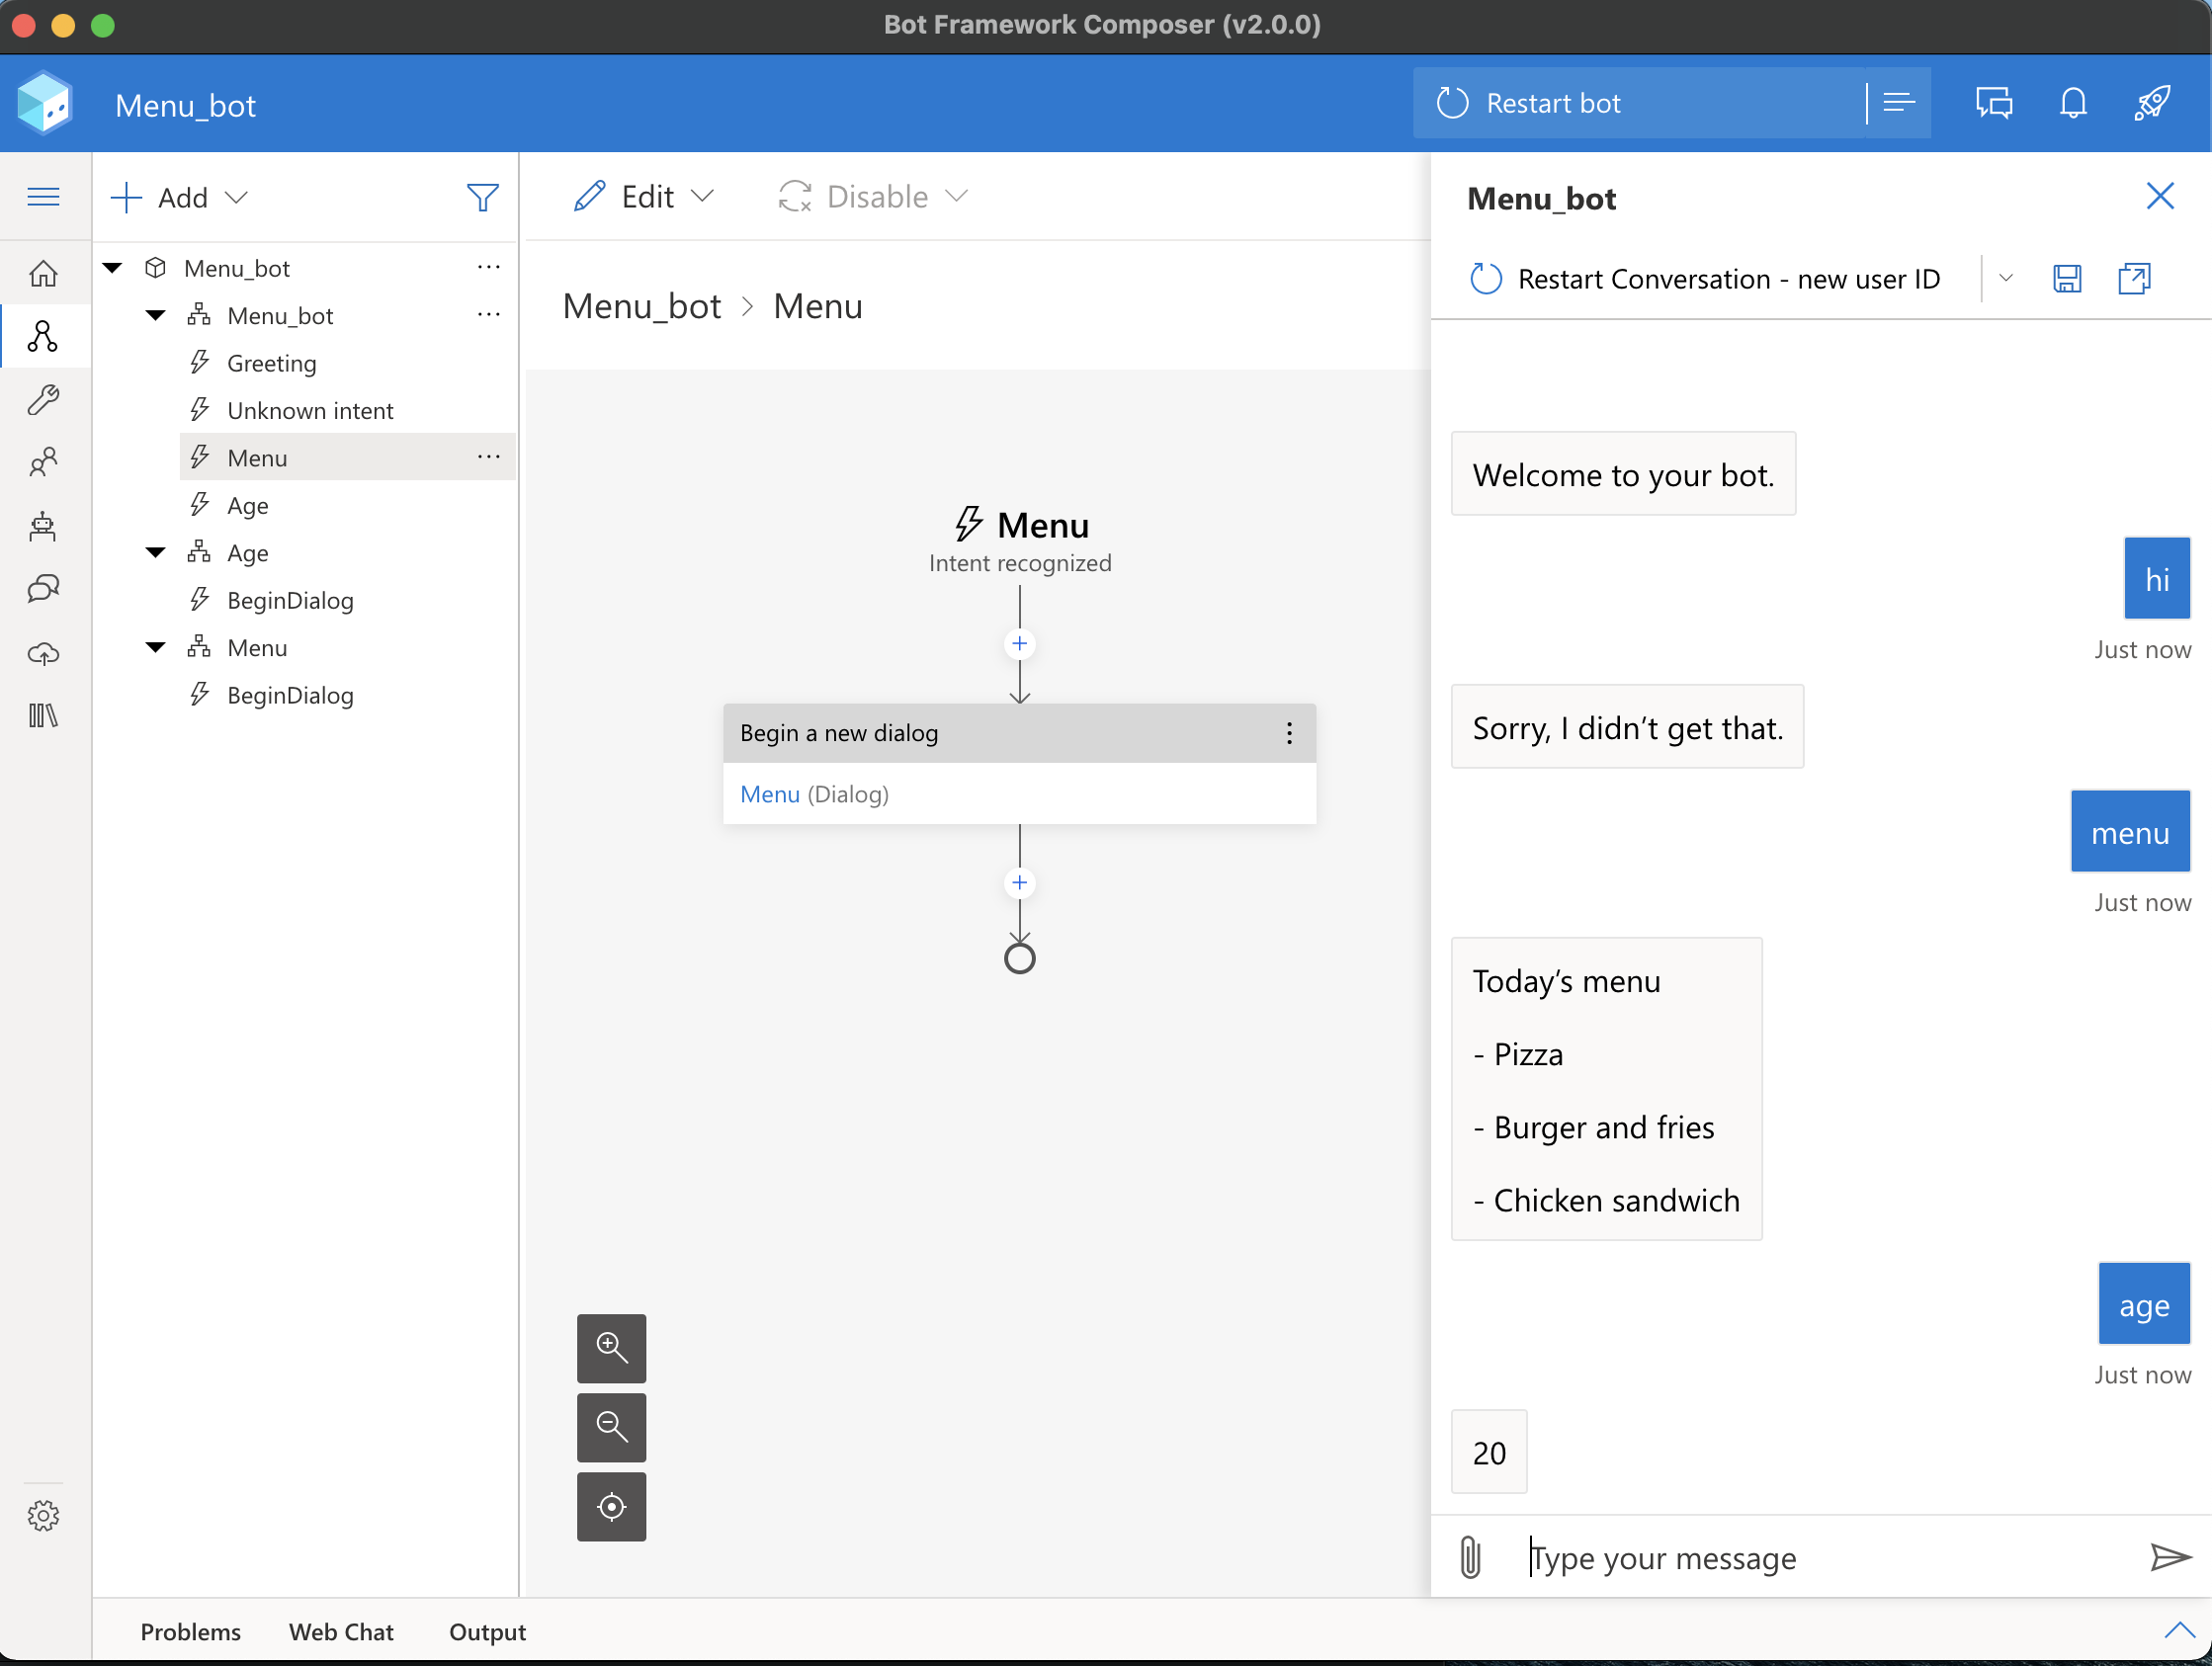 Bot Framework Composer (v2.0.0)
Menu_bot
Restart bot
Add
Menu_bot
Menu_bot
Greeting
Unknown intent
Menu
Age
Age
BeginDialog
Menu
BeginDialog
Edit
Disable
Menu_bot > Menu
Menu
Intent recognized
Begin a new dialog
Menu (Dialog)
Menu_bot
Restart Conversation - new user ID
Welcome to your bot.
hi
Just now
Sorry, I didn’t get that.
menu
Just now
Today’s menu
- Pizza
- Burger and fries
- Chicken sandwich
age
Just now
20
Type your message
Problems
Web Chat
Output